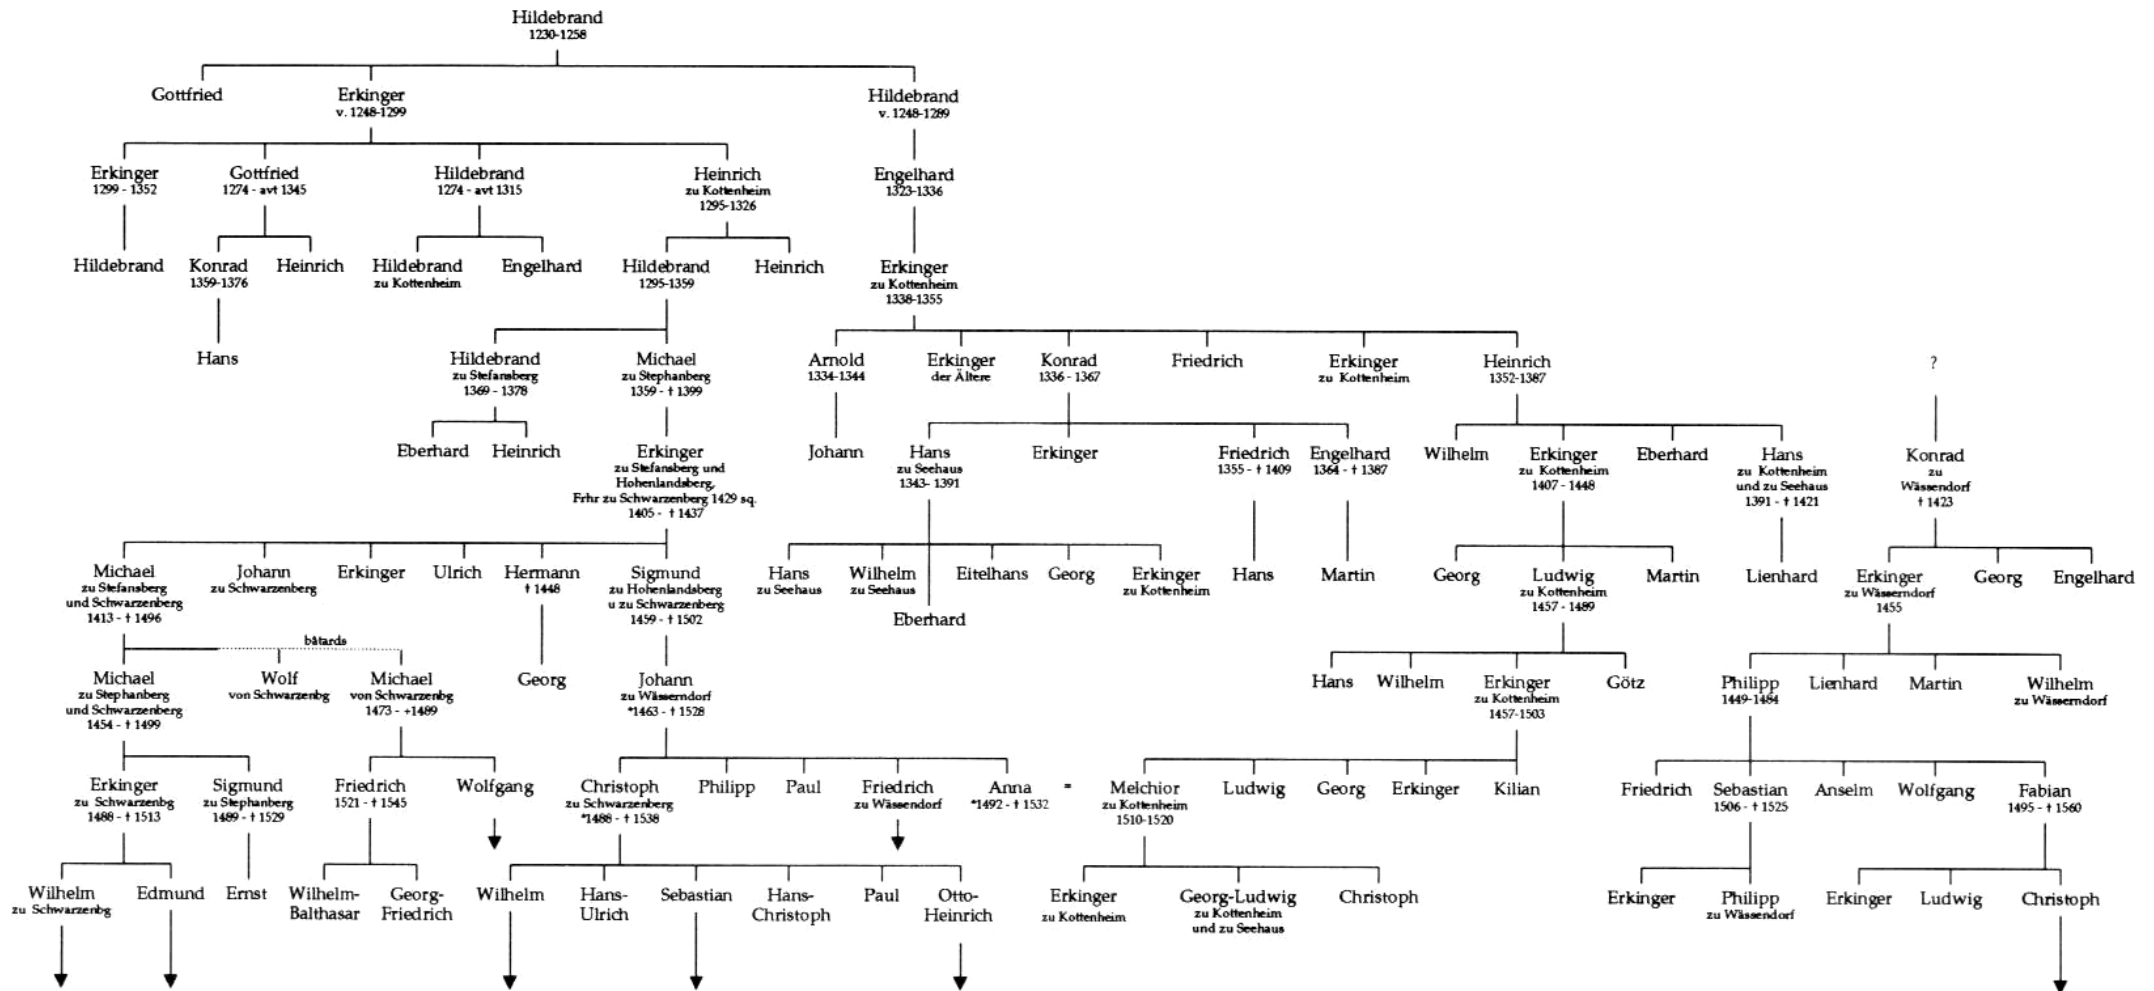 Hildebrand
1230-1258
Gottfried
Erkinger
v. 1248-1299
Hildebrand
v. 1248-1289
Erkinger
1299 - 1352
Gottfried
1274 - avt 1345
Hildebrand
1274 - avt 1315
Heinrich
zu Kottenheim
1295-1326
Engelhard
1323-1336
Hildebrand
Konrad
1359-1376
Heinrich
Hildebrand
zu Kottenheim
Engelhard
Hildebrand
1295-1359
Heinrich
Erkinger
zu Kottenheim
1338-1355
Hans
Hildebrand
zu Stefansberg
1369 - 1378
Michael
zu Stephanberg
1359 - † 1399
Arnold
1334-1344
Erkinger
der Ältere
Konrad
1336 - 1367
Friedrich
Erkinger
zu Kottenheim
Heinrich
1352-1387
?
Eberhard
Heinrich
Erkinger
zu Stefansberg und
Hohenlandsberg,
Frhr zu Schwarzenberg 1429 sq.
1405 - † 1437
Johann
Hans
zu Seehaus
1343- 1391
Erkinger
Friedrich
1355 - † 1409
Engelhard
1364 - † 1387
Wilhelm
Erkinger
zu Kottenheim
1407 - 1448
Eberhard
Hans
zu Kottenheim
und zu Seehaus
1391 - † 1421
Konrad
zu
Wässendorf
† 1423
Michael
zu Stefansberg
und Schwarzenberg
1413 - † 1496
Johann
zu Schwarzenberg
Erkinger
Ulrich
Hermann
† 1448
Sigmund
zu Hohenlandsberg
u zu Schwarzenberg
1459 - † 1502
Hans
zu Seehaus
Wilhelm
zu Seehaus
Eberhard
Eitelhans
Georg
Erkinger
zu Kottenheim
Hans
Martin
Georg
Ludwig
zu Kottenheim
1457 - 1489
Martin
Lienhard
Erkinger
zu Wässerndorf
1455
Georg
Engelhard
bâtards
Michael
zu Stephanberg
und Schwarzenberg
1454 - † 1499
Wolf
von Schwarzenbg
Michael
von Schwarzenbg
1473 - +1489
Georg
Johann
zu Wässerndorf
*1463 - † 1528
Hans
Wilhelm
Erkinger
zu Kottenheim
1457-1503
Götz
Philipp
1449-1484
Lienhard
Martin
Wilhelm
zu Wässerndorf
Erkinger
zu Schwarzenbg
1488 - † 1513
Sigmund
zu Stephanberg
1489 - † 1529
Friedrich
1521 - † 1545
Wolfgang
Christoph
zu Schwarzenberg
*1488 - † 1538
Philipp
Paul
Friedrich
zu Wässendorf
Anna
*1492 - † 1532
=
Melchior
zu Kottenheim
1510-1520
Ludwig
Georg
Erkinger
Kilian
Friedrich
Sebastian
1506 - † 1525
Anselm
Wolfgang
Fabian
1495 - † 1560
Wilhelm
zu Schwarzenbg
Edmund
Ernst
Wilhelm-
Balthasar
Georg-
Friedrich
Wilhelm
Hans-
Ulrich
Sebastian
Hans-
Christoph
Paul
Otto-
Heinrich
Erkinger
zu Kottenheim
Georg-Ludwig
zu Kottenheim
und zu Seehaus
Christoph
Erkinger
Philipp
zu Wässendorf
Erkinger
Ludwig
Christoph